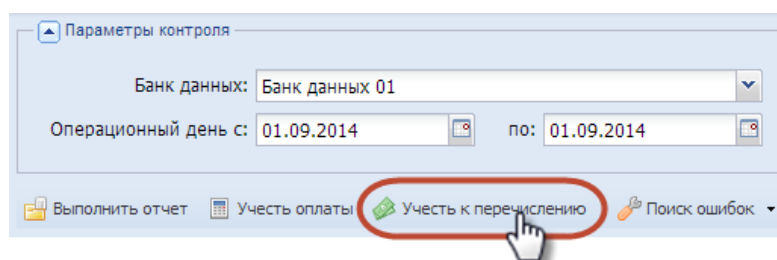 Параметры контроля
Банк данных: Банк данных 01
Операционный день с: 01.09.2014 по: 01.09.2014
Выполнить отчет Учесть оплаты Учесть к перечислению Поиск ошибок